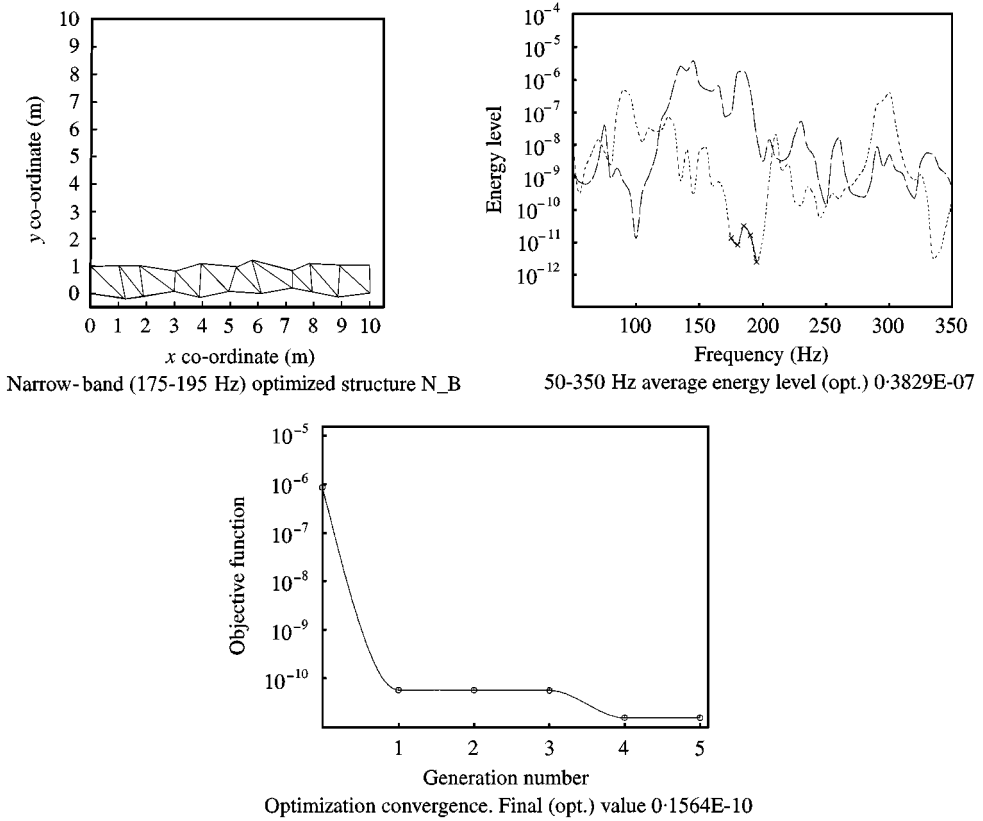 10
9
8
7
6
5
4
3
2
1
0
y co-ordinate (m)
0 1 2 3 4 5 6 7 8 9 10
x co-ordinate (m)
Narrow-band (175-195 Hz) optimized structure N_B
10⁻⁴
10⁻⁵
10⁻⁶
10⁻⁷
10⁻⁸
10⁻⁹
10⁻¹⁰
10⁻¹¹
10⁻¹²
Energy level
100 150 200 250 300 350
Frequency (Hz)
50-350 Hz average energy level (opt.) 0·3829E-07
10⁻⁵
10⁻⁶
10⁻⁷
10⁻⁸
10⁻⁹
10⁻¹⁰
Objective function
1 2 3 4 5
Generation number
Optimization convergence. Final (opt.) value 0·1564E-10